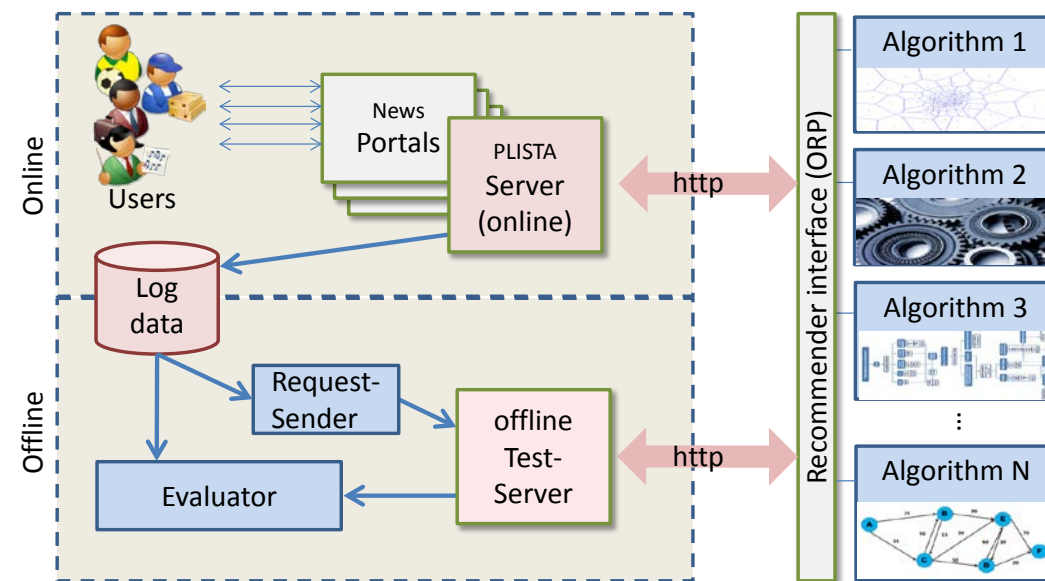 Online
Users
News
Portals
PLISTA
Server
(online)
http
Log
data
Offline
Request-
Sender
offline
Test-
Server
http
Evaluator
Recommender interface (ORP)
Algorithm 1
Algorithm 2
Algorithm 3
...
Algorithm N
A
B
C
D
E
F